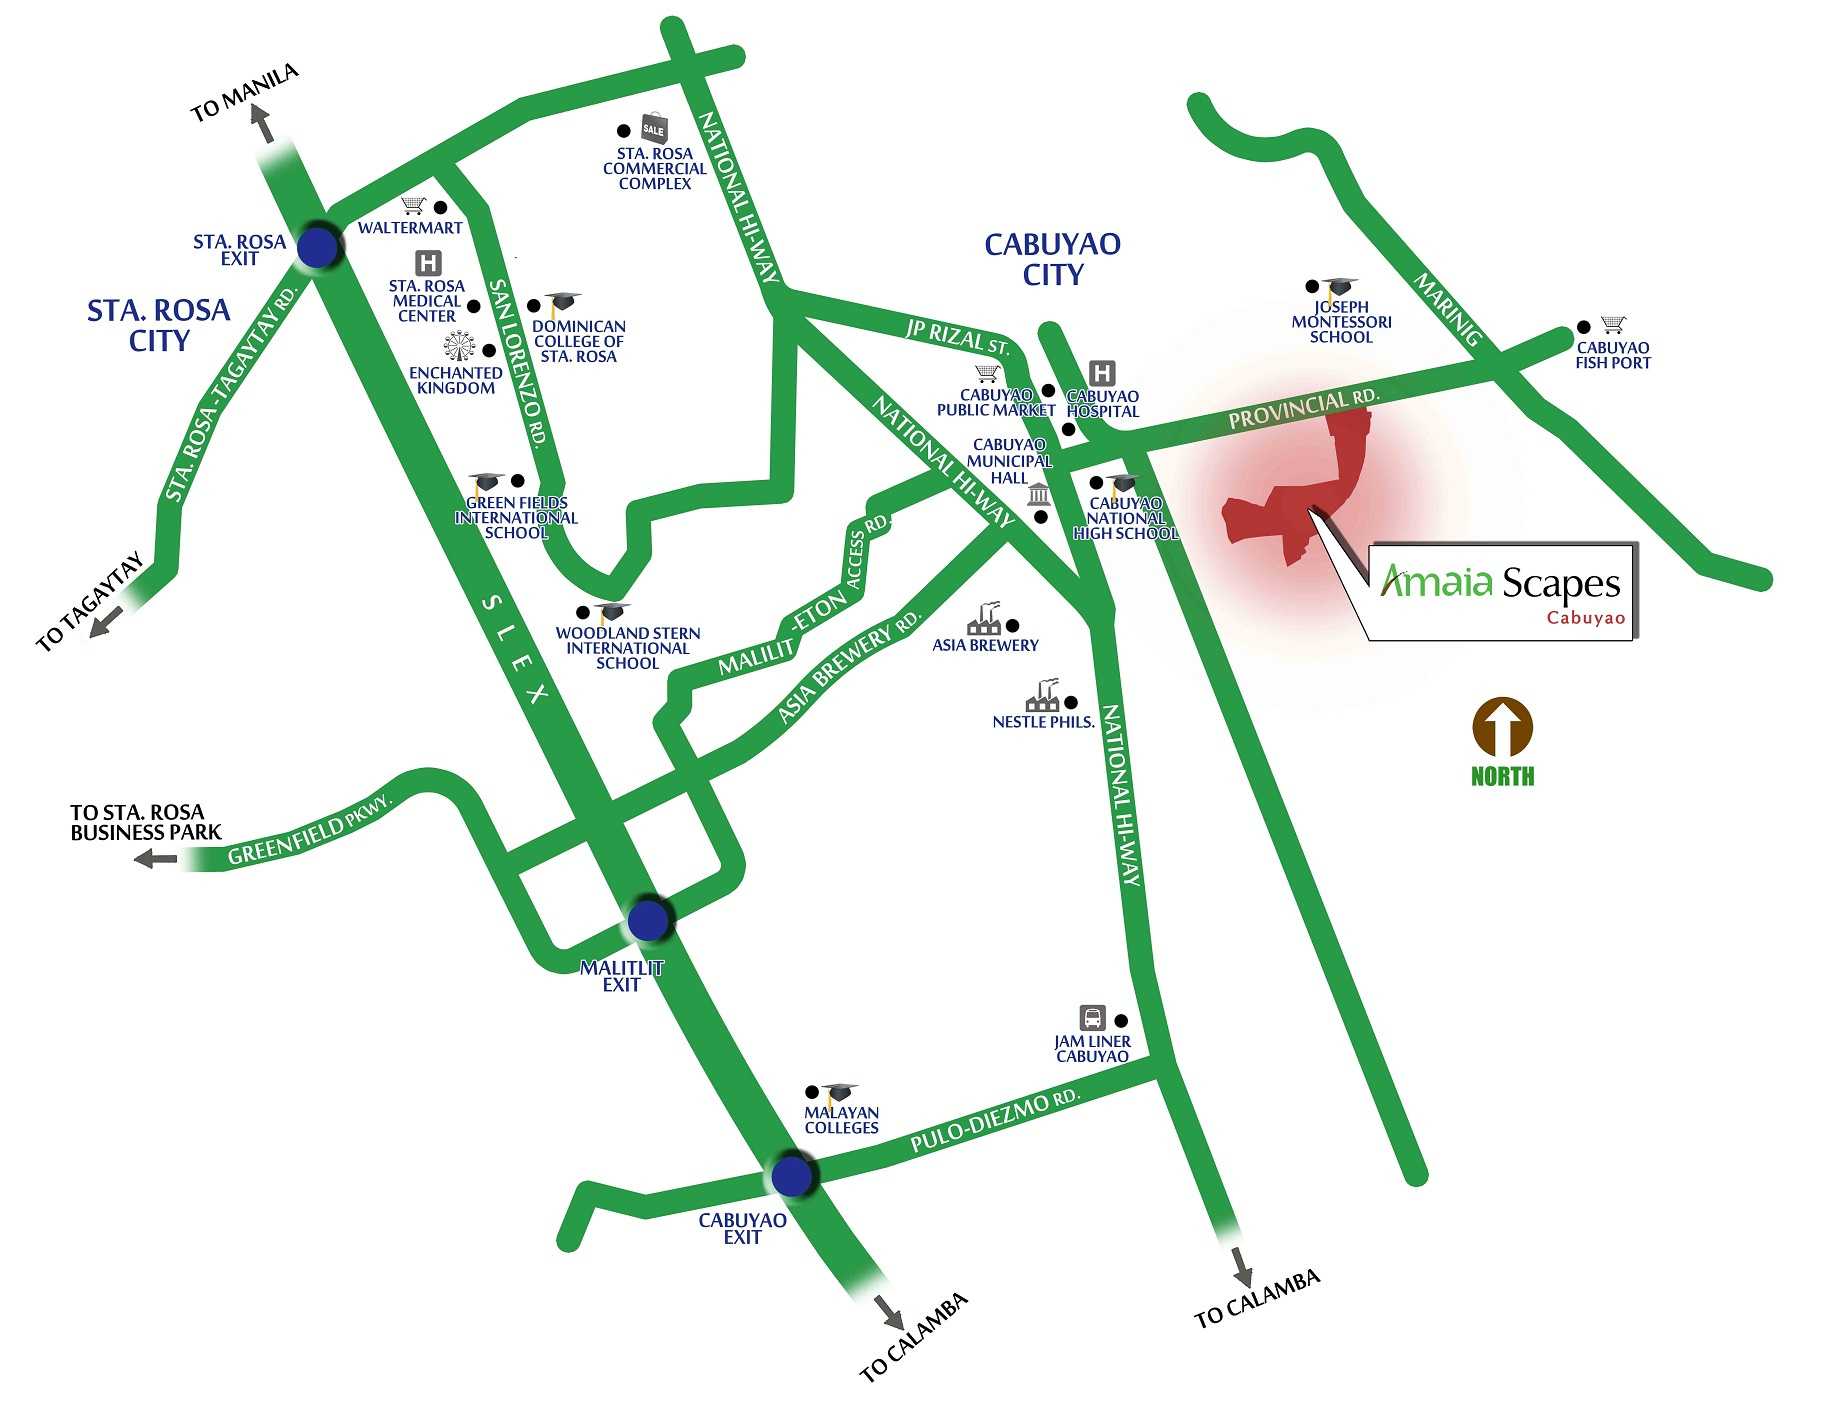 TO MANILA
SALE
STA. ROSA
COMMERCIAL
COMPLEX
NATIONAL HI-WAY
WALTERMART
STA. ROSA
EXIT
STA. ROSA
CITY
STA. ROSA-TAGAYTAY RD.
TO TAGAYTAY
H
STA. ROSA
MEDICAL
CENTER
ENCHANTED
KINGDOM
SAN LORENZO RD.
DOMINICAN
COLLEGE OF
STA. ROSA
GREEN FIELDS
INTERNATIONAL
SCHOOL
WOODLAND STERN
INTERNATIONAL
SCHOOL
SLEX
CABUYAO
CITY
JP RIZAL ST.
CABUYAO
PUBLIC MARKET
H
CABUYAO
HOSPITAL
NATIONAL HI-WAY
CABUYAO
MUNICIPAL
HALL
CABUYAO
NATIONAL
HIGH SCHOOL
JOSEPH
MONTESSORI
SCHOOL
MARINIG
CABUYAO
FISH PORT
PROVINCIAL RD.
Amaia Scapes
Cabuyao
MALILIT
-ETON
ACCESS RD.
ASIA BREWERY RD.
ASIA BREWERY
NESTLE PHILS.
NATIONAL HI-WAY
NORTH
TO STA. ROSA
BUSINESS PARK
GREENFIELD PKWY.
MALITLIT
EXIT
JAM LINER
CABUYAO
MALAYAN
COLLEGES
PULO-DIEZMO RD.
CABUYAO
EXIT
TO CALAMBA
TO CALAMBA